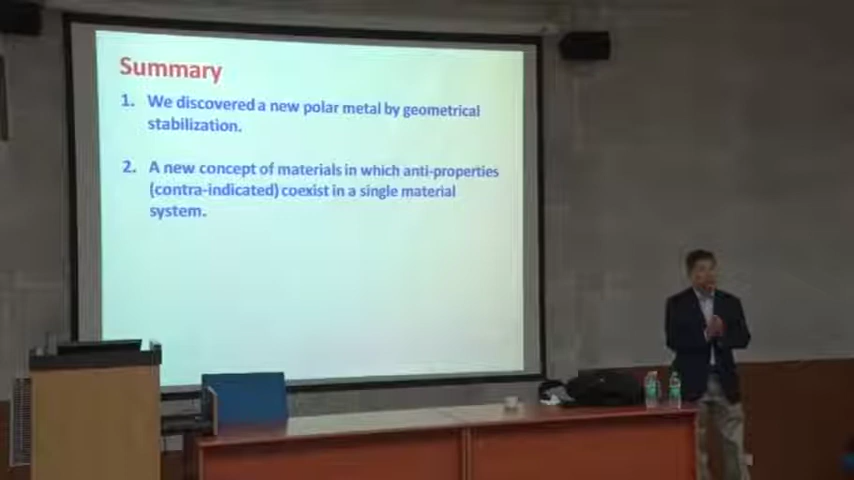 Summary
1. We discovered a new polar metal by geometrical
stabilization.
2. A new concept of materials in which anti-properties
(contra-indicated) coexist in a single material
system.